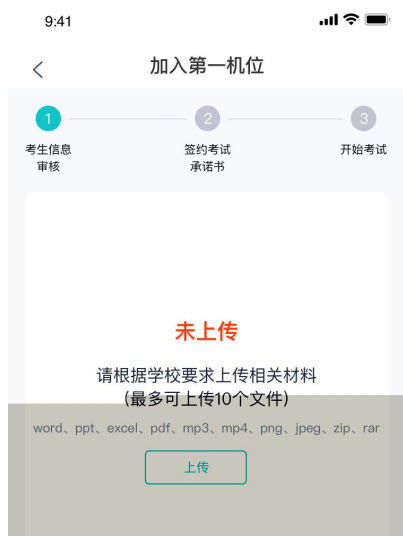 9:41
加入第一机位
1
2
3
考生信息
审核
签约考试
承诺书
开始考试
未上传
请根据学校要求上传相关材料
(最多可上传10个文件)
word、ppt、excel、pdf、mp3、mp4、png、jpeg、zip、rar
上传